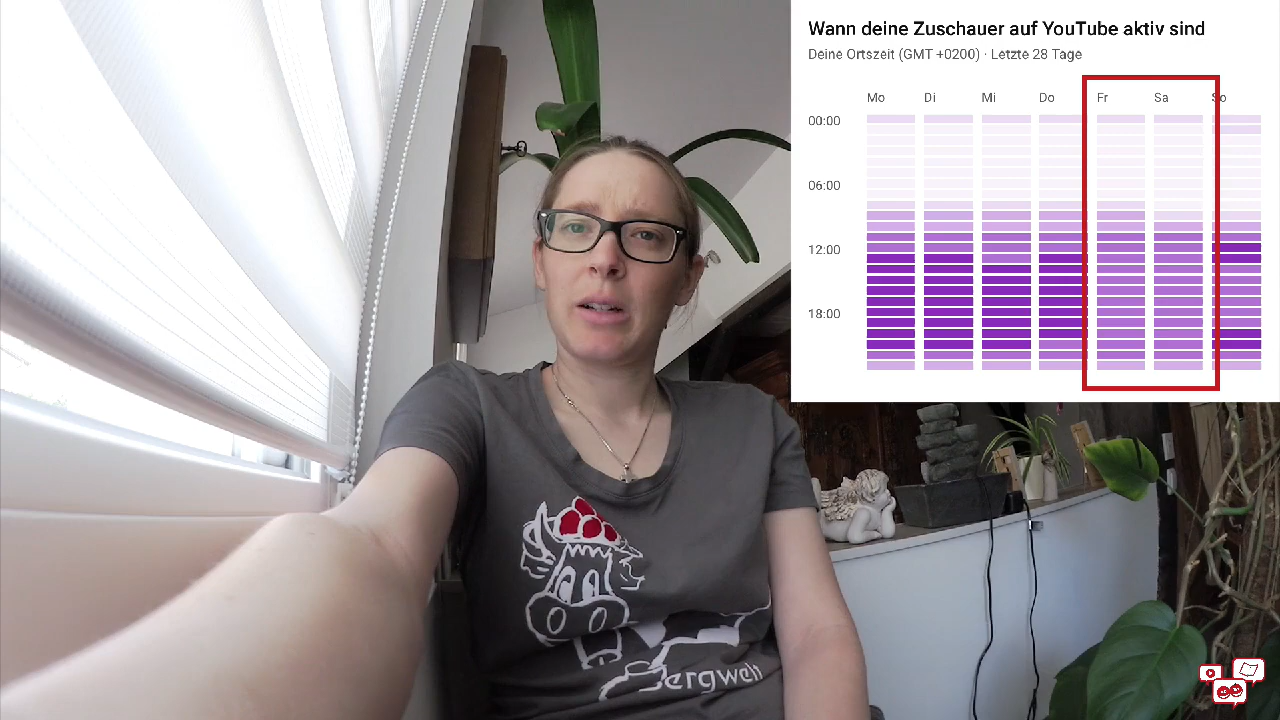 Wann deine Zuschauer auf YouTube aktiv sind
Deine Ortszeit (GMT +0200) · Letzte 28 Tage
Mo Di Mi Do Fr Sa So
00:00
06:00
12:00
18:00
Bergwelt